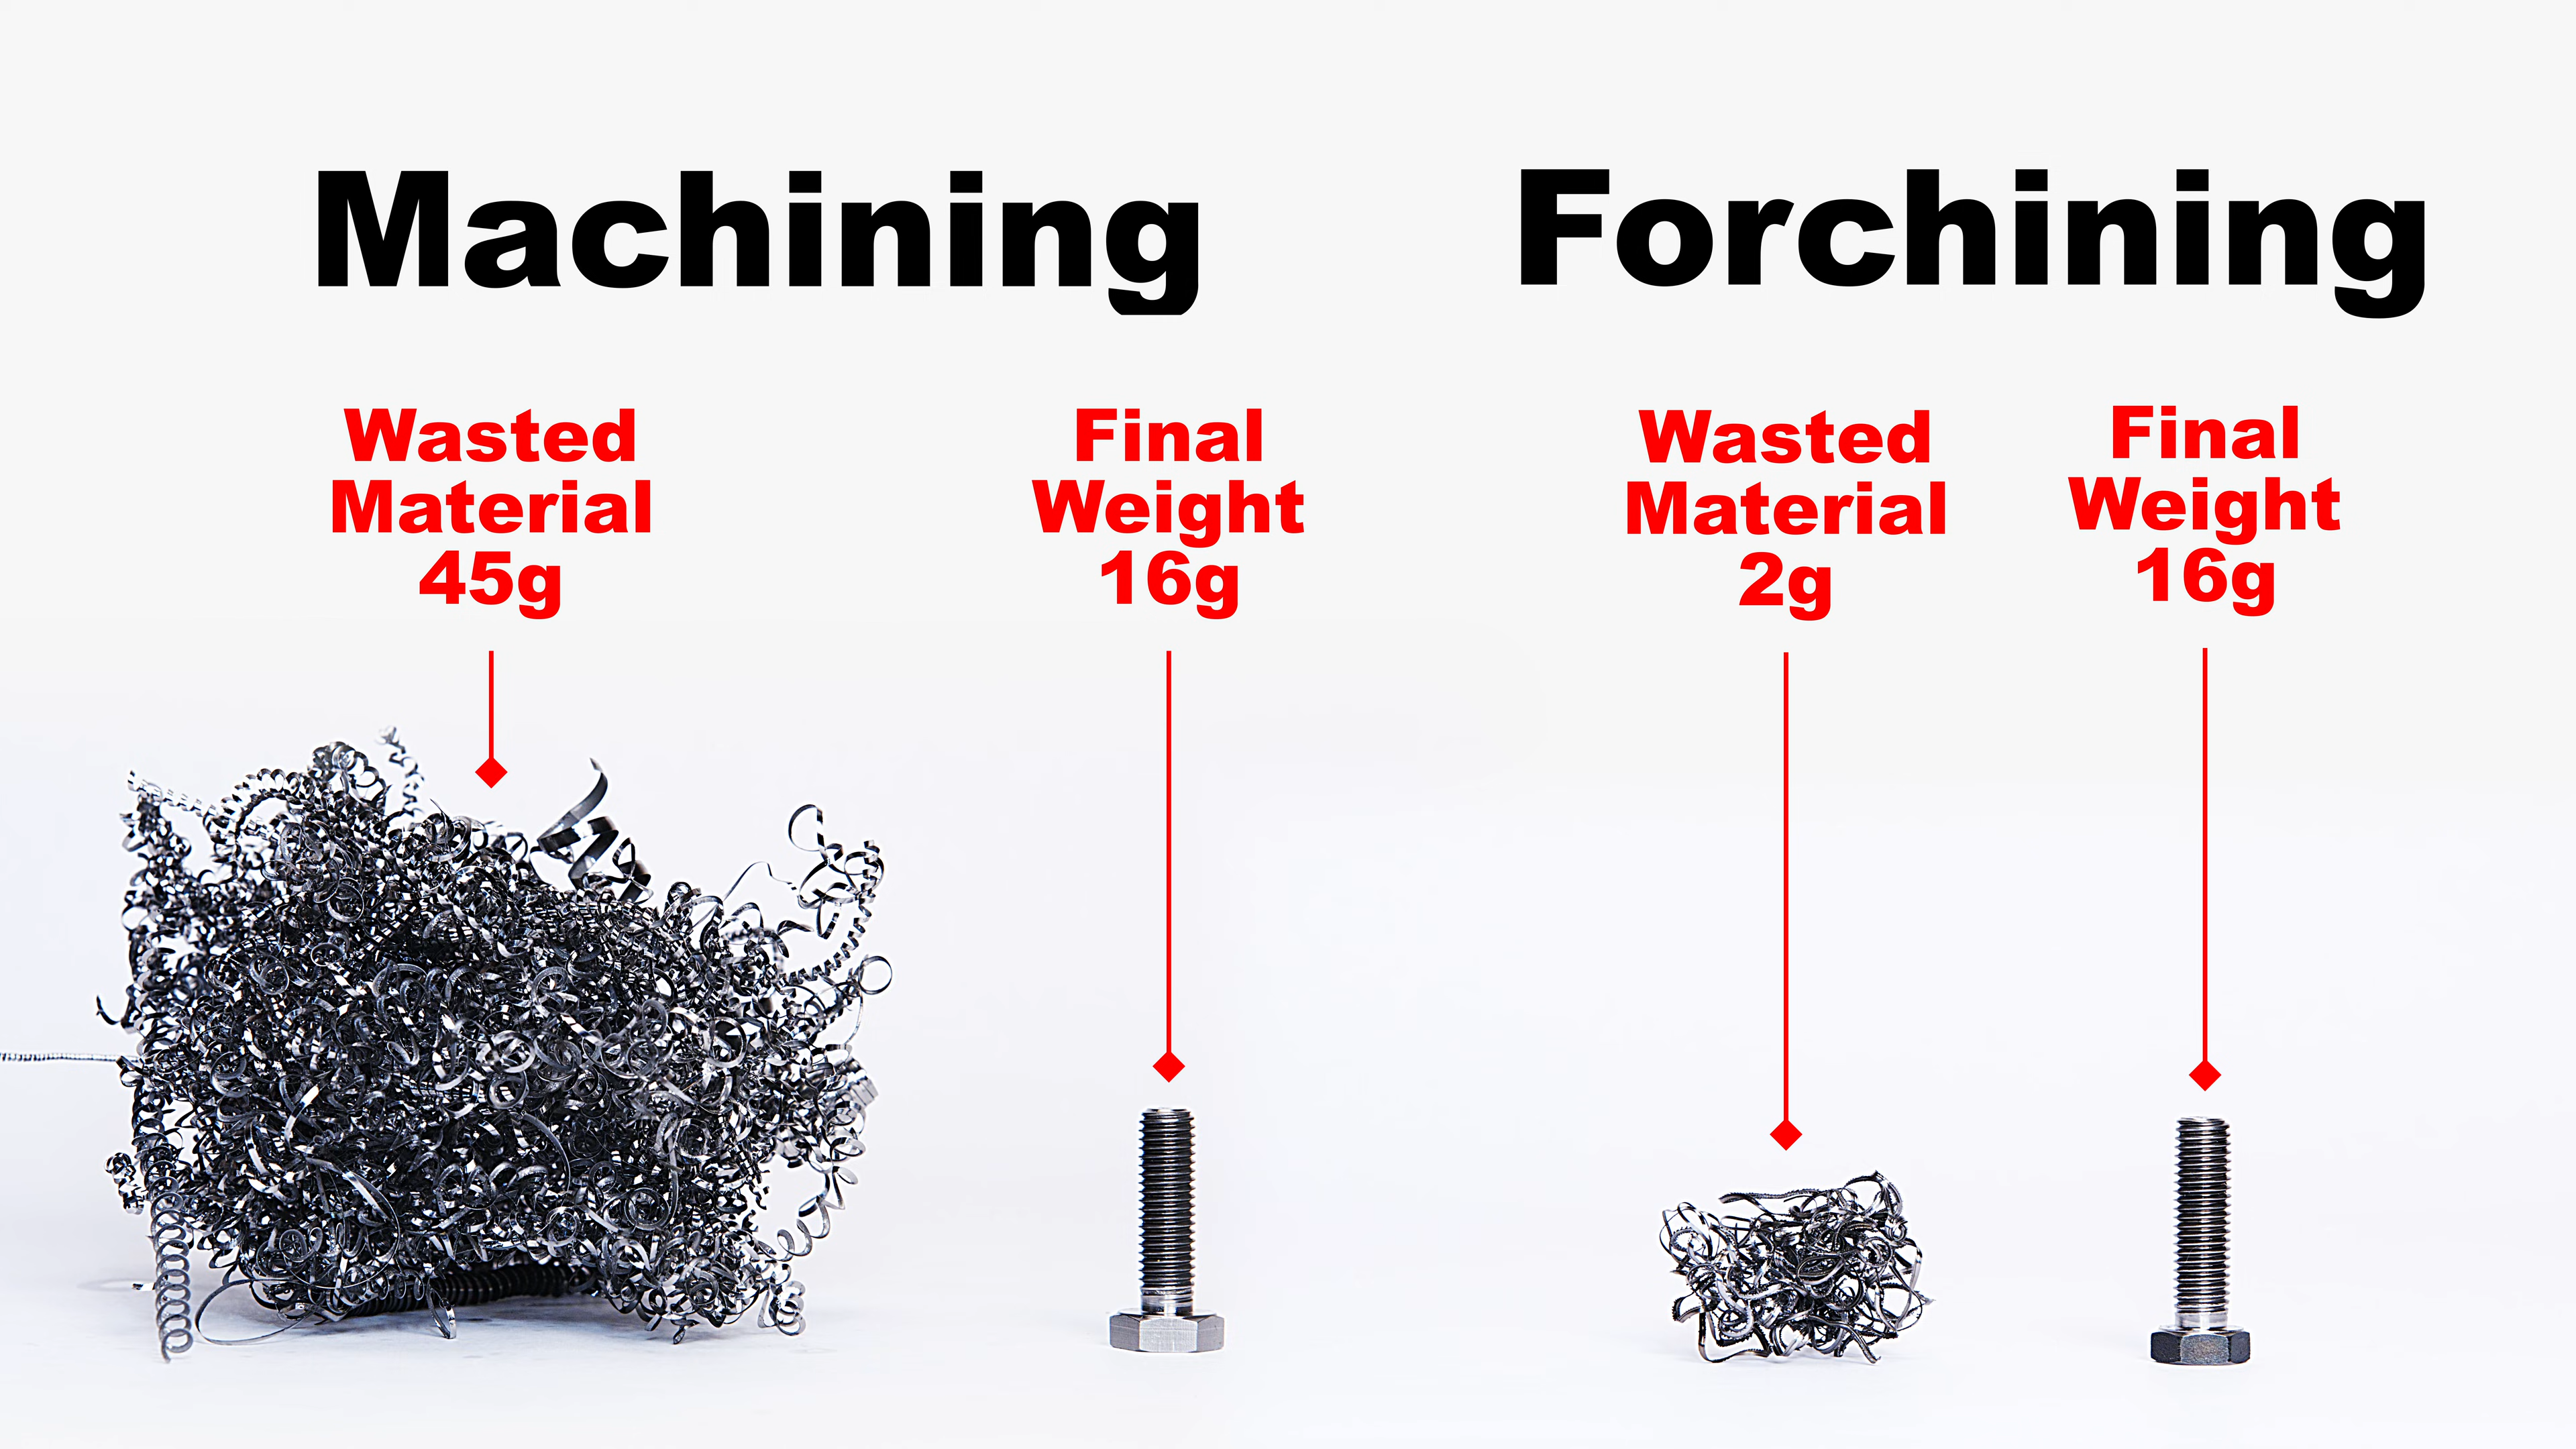 Machining
Wasted
Material
45g
Final
Weight
16g
Forchining
Wasted
Material
2g
Final
Weight
16g